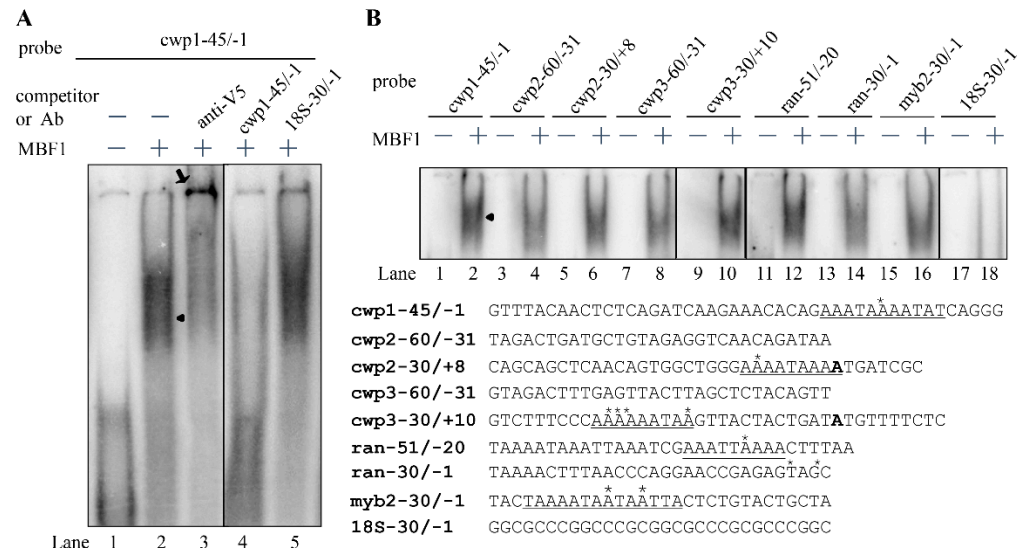 A
probe
cwp1-45/-1
competitor
or Ab
— — anti-V5 cwp1-45/-1 18S-30/-1
MBF1 — + + + +
Lane 1 2 3 4 5
B
probe
cwp1-45/-1 cwp2-60/-31 cwp2-30/+8 cwp3-60/-31 cwp3-30/+10 ran-51/-20 ran-30/-1 myb2-30/-1 18S-30/-1
MBF1 — + — + — + — + — + — + — + — + — +
Lane 1 2 3 4 5 6 7 8 9 10 11 12 13 14 15 16 17 18
*
cwp1-45/-1 GTTTACAACTCTCAGATCAAGAAACACAGAAATAAAATATCAGGG
cwp2-60/-31 TAGACTGATGCTGTAGAGGTCAACAGATAA
*
cwp2-30/+8 CAGCAGCTCAACAGTGGCTGGGAAAATAAAAATGATCGC
cwp3-60/-31 GTAGACTTTGAGTTACTTAGCTCTACAGTT
*** *
cwp3-30/+10 GTCTTTCCCAAAAAATAAGTTACTACTGATATGTTTTCTC
*
ran-51/-20 TAAAATAAATTAAATCGAAATTAAAACTTTAA
* *
ran-30/-1 TAAAACTTTAACCCAGGAACCGAGAGTAGC
* *
myb2-30/-1 TACTAAAATAATAATTACTCTGTACTGCTA
18S-30/-1 GGCGCCCGGCCCGCGGCGCCCGCGCCCGGC